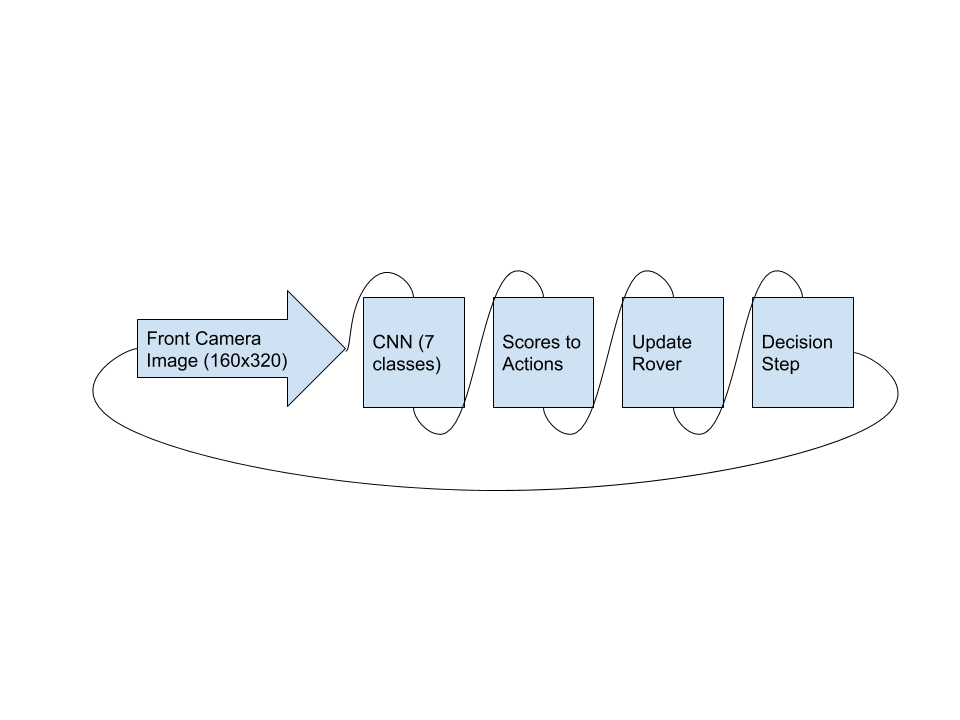 Front Camera
Image (160x320)
CNN (7
classes)
Scores to
Actions
Update
Rover
Decision
Step